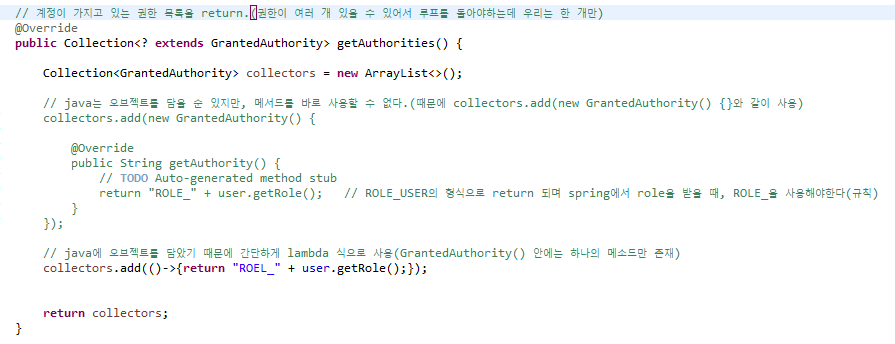 // 계정이 가지고 있는 권한 목록을 return.(권한이 여러 개 있을 수 있어서 루프를 돌아야하는데 우리는 한 개만)
@Override
public Collection<? extends GrantedAuthority> getAuthorities() {
Collection<GrantedAuthority> collectors = new ArrayList<>();
// java는 오브젝트를 담을 순 있지만, 메서드를 바로 사용할 수 없다.(때문에 collectors.add(new GrantedAuthority() {}와 같이 사용)
collectors.add(new GrantedAuthority() {
@Override
public String getAuthority() {
// TODO Auto-generated method stub
return "ROLE_" + user.getRole();   // ROLE_USER의 형식으로 return 되며 spring에서 role을 받을 때, ROLE_을 사용해야한다(규칙)
}
});
// java에 오브젝트를 담았기 때문에 간단하게 lambda 식으로 사용(GrantedAuthority() 안에는 하나의 메소드만 존재)
collectors.add(()->{return "ROEL_" + user.getRole();});
return collectors;
}